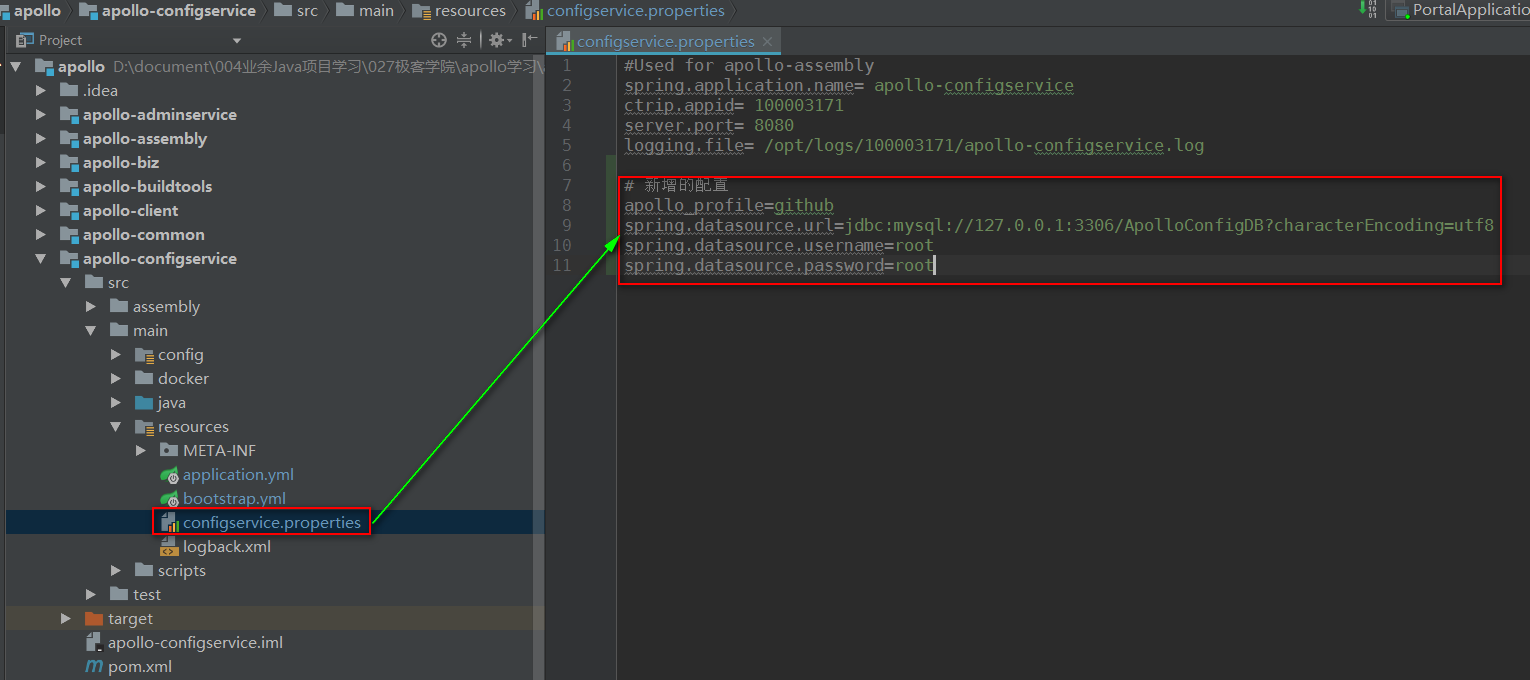 apollo apollo-configservice src main resources configservice.properties PortalApplicatio
Project
configservice.properties
apollo D:\document\004业余Java项目学习\027极客学院\apollo学习\
.idea
apollo-adminservice
apollo-assembly
apollo-biz
apollo-buildtools
apollo-client
apollo-common
apollo-configservice
src
assembly
main
config
docker
java
resources
META-INF
application.yml
bootstrap.yml
configservice.properties
logback.xml
scripts
test
target
apollo-configservice.iml
pom.xml
1 #Used for apollo-assembly
2 spring.application.name= apollo-configservice
3 ctrip.appid= 100003171
4 server.port= 8080
5 logging.file= /opt/logs/100003171/apollo-configservice.log
6
7 # 新增的配置
8 apollo_profile=github
9 spring.datasource.url=jdbc:mysql://127.0.0.1:3306/ApolloConfigDB?characterEncoding=utf8
10 spring.datasource.username=root
11 spring.datasource.password=root